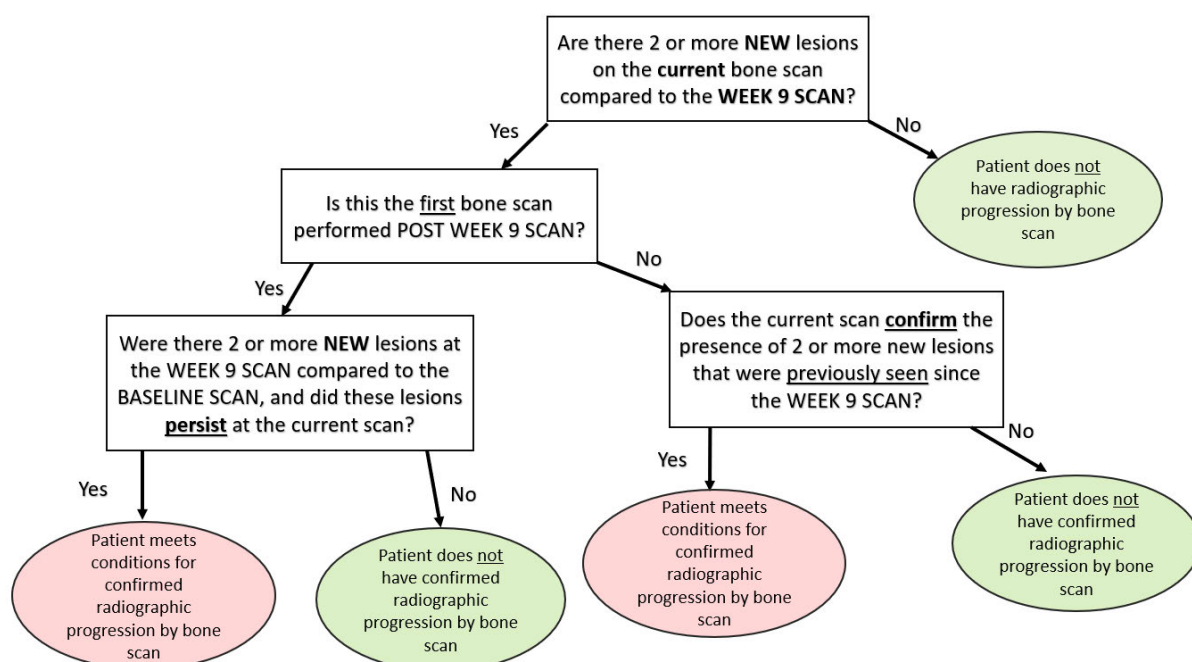 Are there 2 or more NEW lesions
on the current bone scan
compared to the WEEK 9 SCAN?
Yes
No
Patient does not
have radiographic
progression by bone
scan
Is this the first bone scan
performed POST WEEK 9 SCAN?
Yes
No
Were there 2 or more NEW lesions at
the WEEK 9 SCAN compared to the
BASELINE SCAN, and did these lesions
persist at the current scan?
Does the current scan confirm the
presence of 2 or more new lesions
that were previously seen since
the WEEK 9 SCAN?
Yes
No
Yes
No
Patient meets
conditions for
confirmed
radiographic
progression by bone
scan
Patient does not
have confirmed
radiographic
progression by bone
scan
Patient meets
conditions for
confirmed
radiographic
progression by bone
scan
Patient does not
have confirmed
radiographic
progression by bone
scan